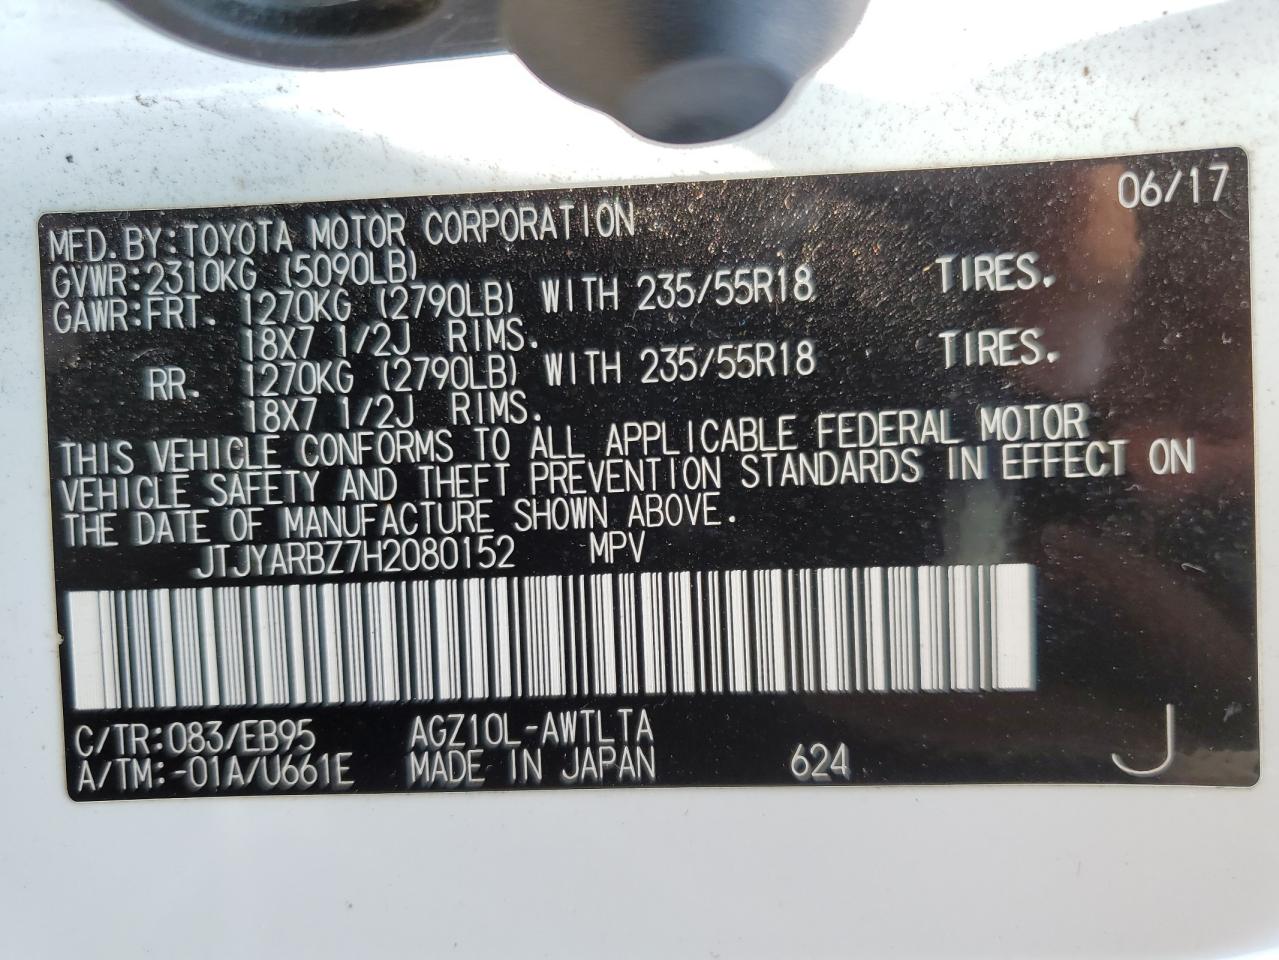 06/17
MFD.BY:TOYOTA MOTOR CORPORATION
GVWR:2310KG (5090LB)
GAWR:FRT. 1270KG (2790LB) WITH 235/55R18 TIRES.
18X7 1/2J RIMS.
RR. 1270KG (2790LB) WITH 235/55R18 TIRES.
18X7 1/2J RIMS.
THIS VEHICLE CONFORMS TO ALL APPLICABLE FEDERAL MOTOR
VEHICLE SAFETY AND THEFT PREVENTION STANDARDS IN EFFECT ON
THE DATE OF MANUFACTURE SHOWN ABOVE.
JTJYARBZ7H2080152 MPV
C/TR:083/EB95 AGZ10L-AWTLTA
A/TM:-01A/U661E MADE IN JAPAN 624 J